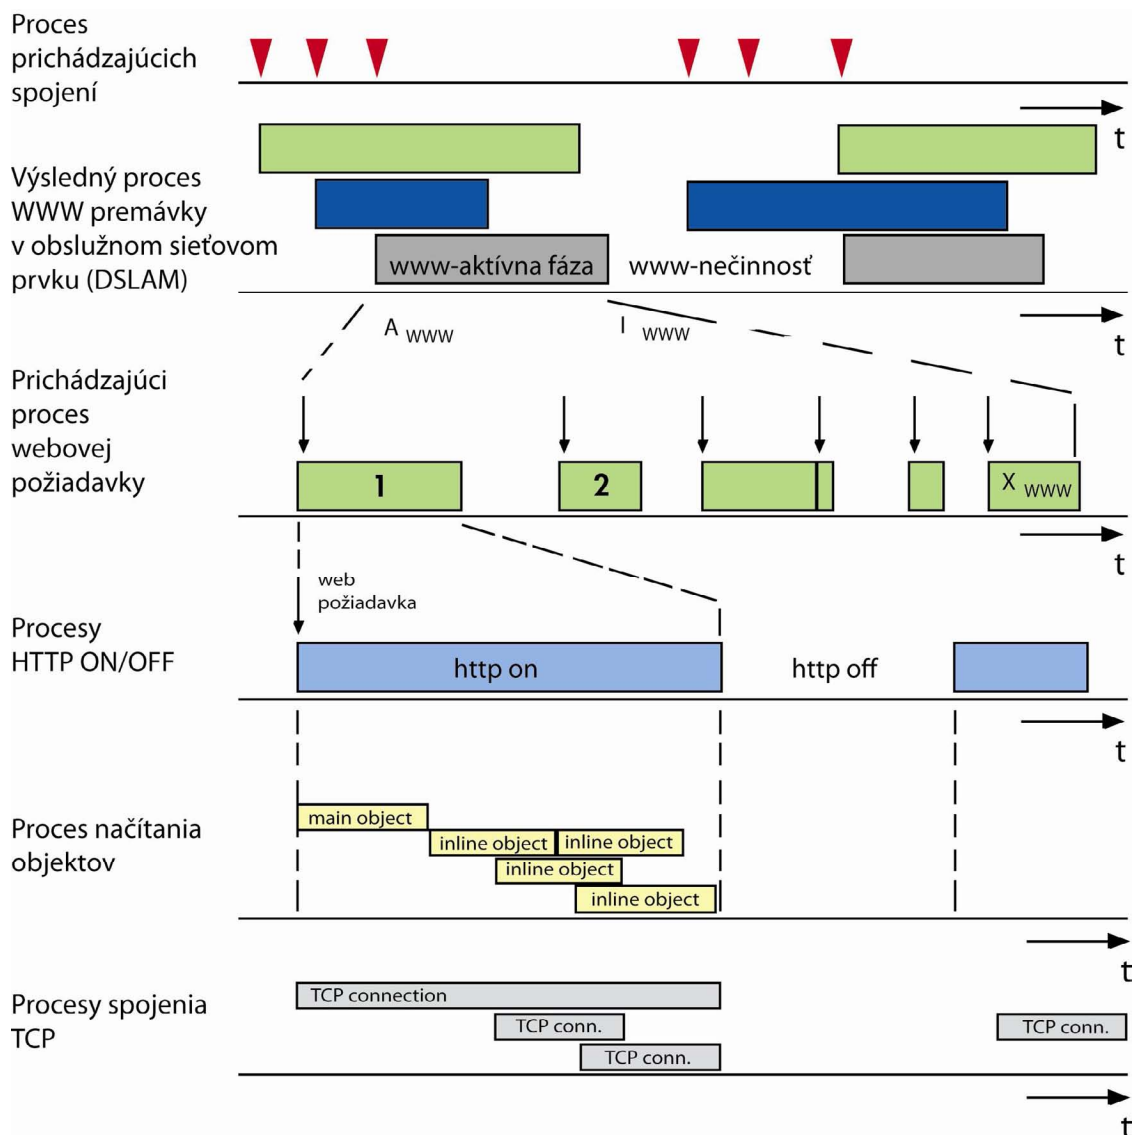 Proces
prichádzajúcich
spojení
t
Výsledný proces
WWW premávky
v obslužnom sieťovom
prvku (DSLAM)
www-aktívna fáza
www-nečinnosť
t
A WWW
I WWW
Prichádzajúci
proces
webovej
požiadavky
1
2
X WWW
t
web
požiadavka
Procesy
HTTP ON/OFF
http on
http off
t
Proces načítania
objektov
main object
inline object
inline object
inline object
inline object
t
Procesy spojenia
TCP
TCP connection
TCP conn.
TCP conn.
TCP conn.
t